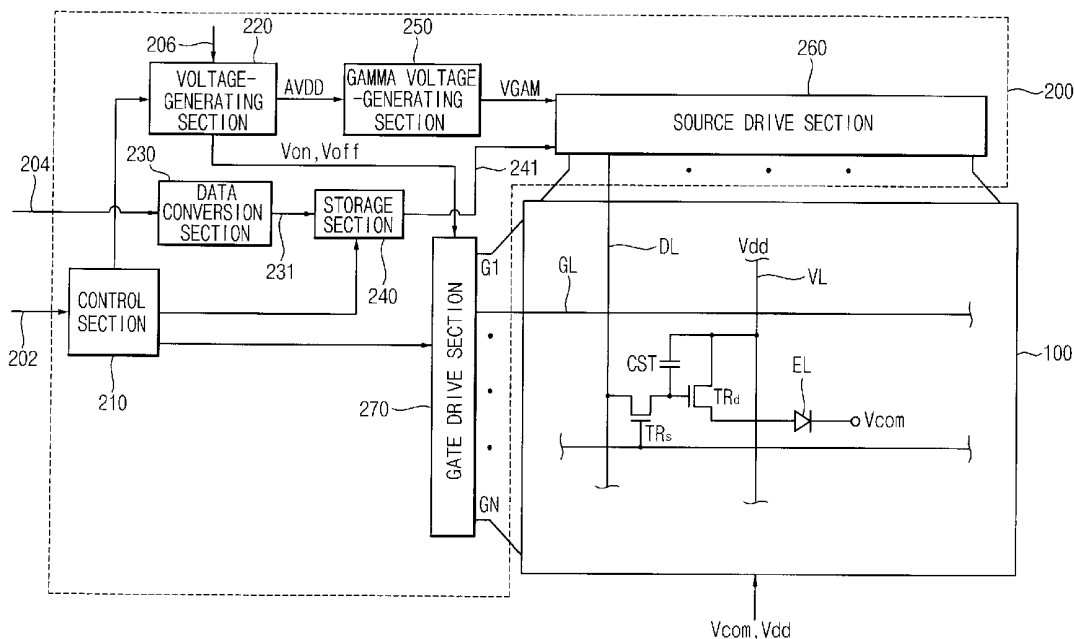 206
220
VOLTAGE-
GENERATING
SECTION
AVDD
250
GAMMA VOLTAGE
-GENERATING
SECTION
VGAM
260
SOURCE DRIVE SECTION
200
Von,Voff
241
204
230
DATA
CONVERSION
SECTION
231
STORAGE
SECTION
240
202
CONTROL
SECTION
210
270
GATE DRIVE SECTION
G1
GN
DL
GL
Vdd
VL
CST
TRd
TRs
EL
Vcom
100
Vcom,Vdd